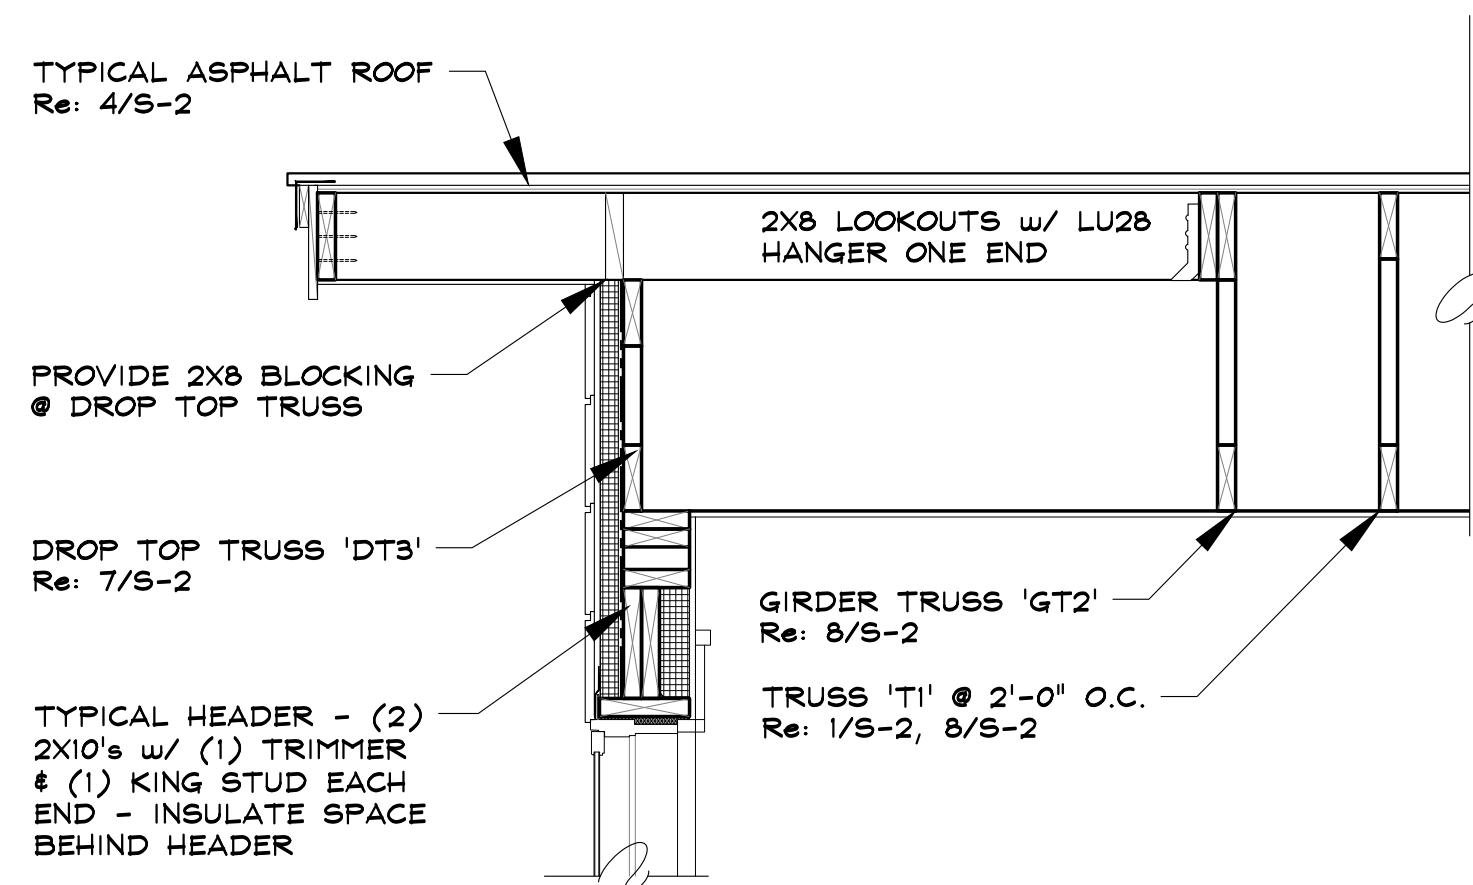 TYPICAL ASPHALT ROOF
Re: 4/S-2
2X8 LOOKOUTS w/ LU28
HANGER ONE END
PROVIDE 2X8 BLOCKING
@ DROP TOP TRUSS
DROP TOP TRUSS 'DT3'
Re: 7/S-2
GIRDER TRUSS 'GT2'
Re: 8/S-2
TRUSS 'T1' @ 2'-0" O.C.
Re: 1/S-2, 8/S-2
TYPICAL HEADER - (2)
2X10's w/ (1) TRIMMER
& (1) KING STUD EACH
END - INSULATE SPACE
BEHIND HEADER